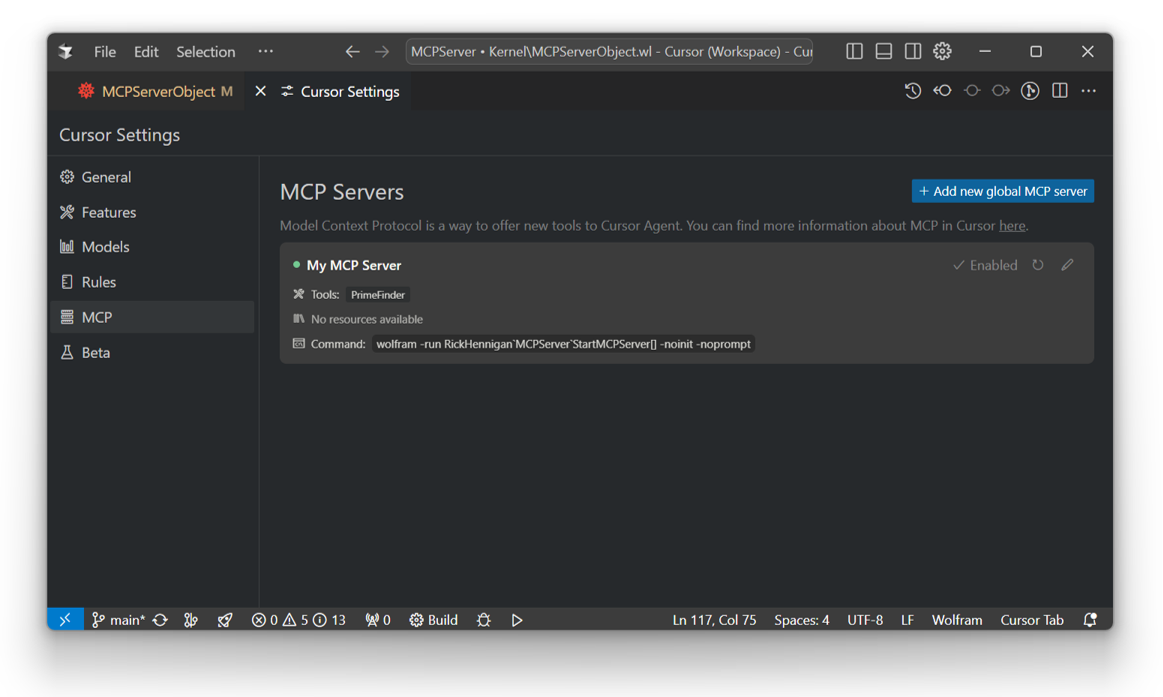 File Edit Selection ··· MCPServer • Kernel\MCPServerObject.wl - Cursor (Workspace) - Cu
MCPServerObject M Cursor Settings
Cursor Settings
General
Features
Models
Rules
MCP
Beta
MCP Servers
+ Add new global MCP server
Model Context Protocol is a way to offer new tools to Cursor Agent. You can find more information about MCP in Cursor here.
My MCP Server
Enabled
Tools: PrimeFinder
No resources available
Command: wolfram -run RickHennigan`MCPServer`StartMCPServer[] -noinit -noprompt
main* 0 5 13 0 Build Ln 117, Col 75 Spaces: 4 UTF-8 LF Wolfram Cursor Tab